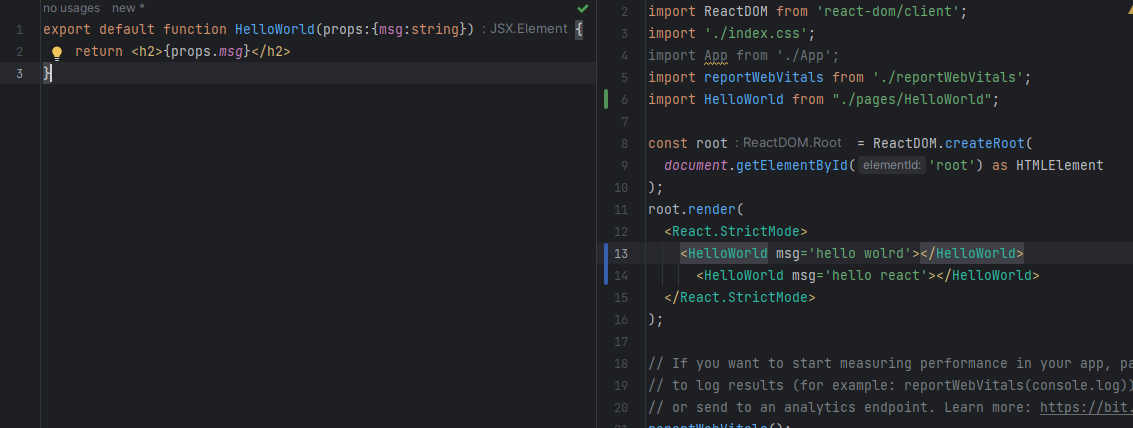 no usages   new *
1 export default function HelloWorld(props:{msg:string}) : JSX.Element {
2     return <h2>{props.msg}</h2>
3 }
2 import ReactDOM from 'react-dom/client';
3 import './index.css';
4 import App from './App';
5 import reportWebVitals from './reportWebVitals';
6 import HelloWorld from "./pages/HelloWorld";
7
8 const root : ReactDOM.Root  = ReactDOM.createRoot(
9   document.getElementById( elementId: 'root') as HTMLElement
10 );
11 root.render(
12   <React.StrictMode>
13     <HelloWorld msg='hello wolrd'></HelloWorld>
14       <HelloWorld msg='hello react'></HelloWorld>
15   </React.StrictMode>
16 );
17
18 // If you want to start measuring performance in your app, pa
19 // to log results (for example: reportWebVitals(console.log))
20 // or send to an analytics endpoint. Learn more: https://bit.
reportWebVitals();